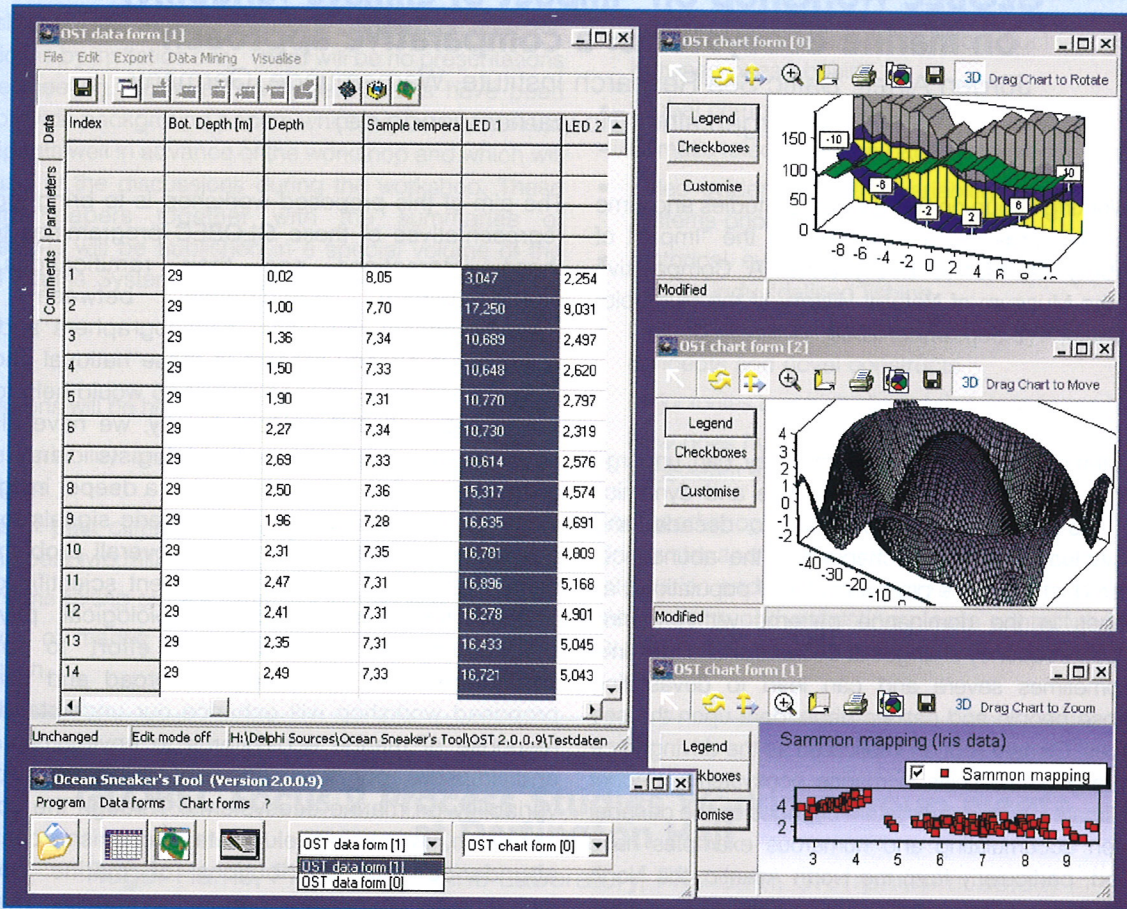 OST data form [1]
File Edit Export Data Mining Visualise
Data
Parameters
Comments
Index Bot. Depth [m] Depth Sample tempera LED 1 LED 2
1 29 0,02 8,05 3,047 2,254
2 29 1,00 7,70 17,250 9,031
3 29 1,36 7,34 10,689 2,497
4 29 1,50 7,33 10,648 2,620
5 29 1,90 7,31 10,770 2,797
6 29 2,27 7,34 10,730 2,319
7 29 2,69 7,33 10,614 2,576
8 29 2,50 7,36 15,317 4,574
9 29 1,96 7,28 16,635 4,691
10 29 2,31 7,35 16,781 4,809
11 29 2,47 7,31 16,896 5,168
12 29 2,41 7,31 16,278 4,901
13 29 2,35 7,31 16,433 5,045
14 29 2,49 7,33 16,721 5,043
Unchanged Edit mode off H:\Delphi Sources\Ocean Sneaker's Tool\OST 2.0.0.9\Testdaten
Ocean Sneaker's Tool (Version 2.0.0.9)
Program Data forms Chart forms ?
OST data form [1] OST chart form [0]
OST data form [1]
OST data form [0]
OST chart form [0]
3D Drag Chart to Rotate
Legend
Checkboxes
Customise
150
100
50
0
-10
-6
-2
2
6
10
-8 -6 -4 -2 0 2 4 6 8 10
Modified
OST chart form [2]
3D Drag Chart to Move
Legend
Checkboxes
Customise
4
3
2
1
0
-1
-2
-40 -30 -20 -10 0
Modified
OST chart form [1]
3D Drag Chart to Zoom
Legend
kboxes
tomise
Sammon mapping (Iris data)
Sammon mapping
4
2
3 4 5 6 7 8 9